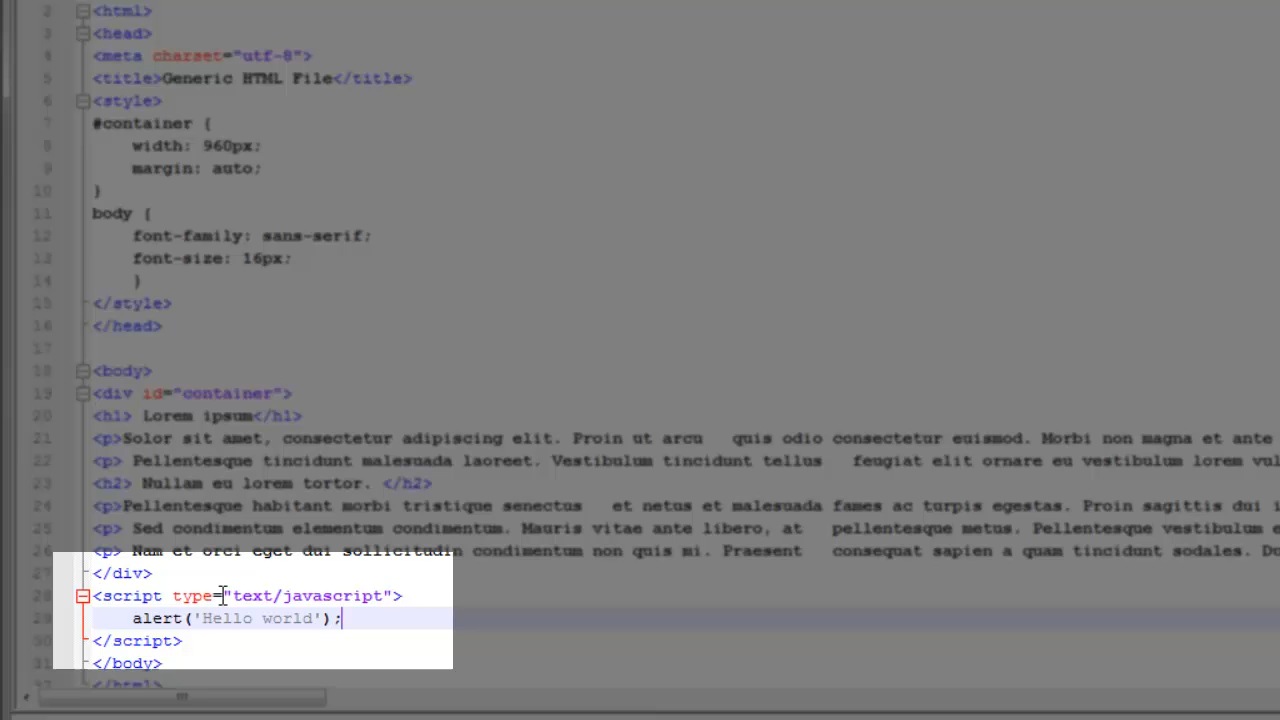 2 <html>
3 <head>
4 <meta charset="utf-8">
5 <title>Generic HTML File</title>
6 <style>
7 #container {
8 width: 960px;
9 margin: auto;
10 }
11 body {
12 font-family: sans-serif;
13 font-size: 16px;
14 }
15 </style>
16 </head>
17
18 <body>
19 <div id="container">
20 <h1> Lorem ipsum</h1>
21 <p>Solor sit amet, consectetur adipiscing elit. Proin ut arcu quis odio consectetur euismod. Morbi non magna et ante
22 <p> Pellentesque tincidunt malesuada laoreet. Vestibulum tincidunt tellus feugiat elit ornare eu vestibulum lorem vul
23 <h2> Nullam eu lorem tortor. </h2>
24 <p>Pellentesque habitant morbi tristique senectus et netus et malesuada fames ac turpis egestas. Proin sagittis dui i
25 <p> Sed condimentum elementum condimentum. Mauris vitae ante libero, at pellentesque metus. Pellentesque vestibulum e
26 <p> Nam et orci eget dui sollicitudin condimentum non quis mi. Praesent consequat sapien a quam tincidunt sodales. Du
27 </div>
28 <script type="text/javascript">
29 alert('Hello world');
30 </script>
31 </body>
32 </html>